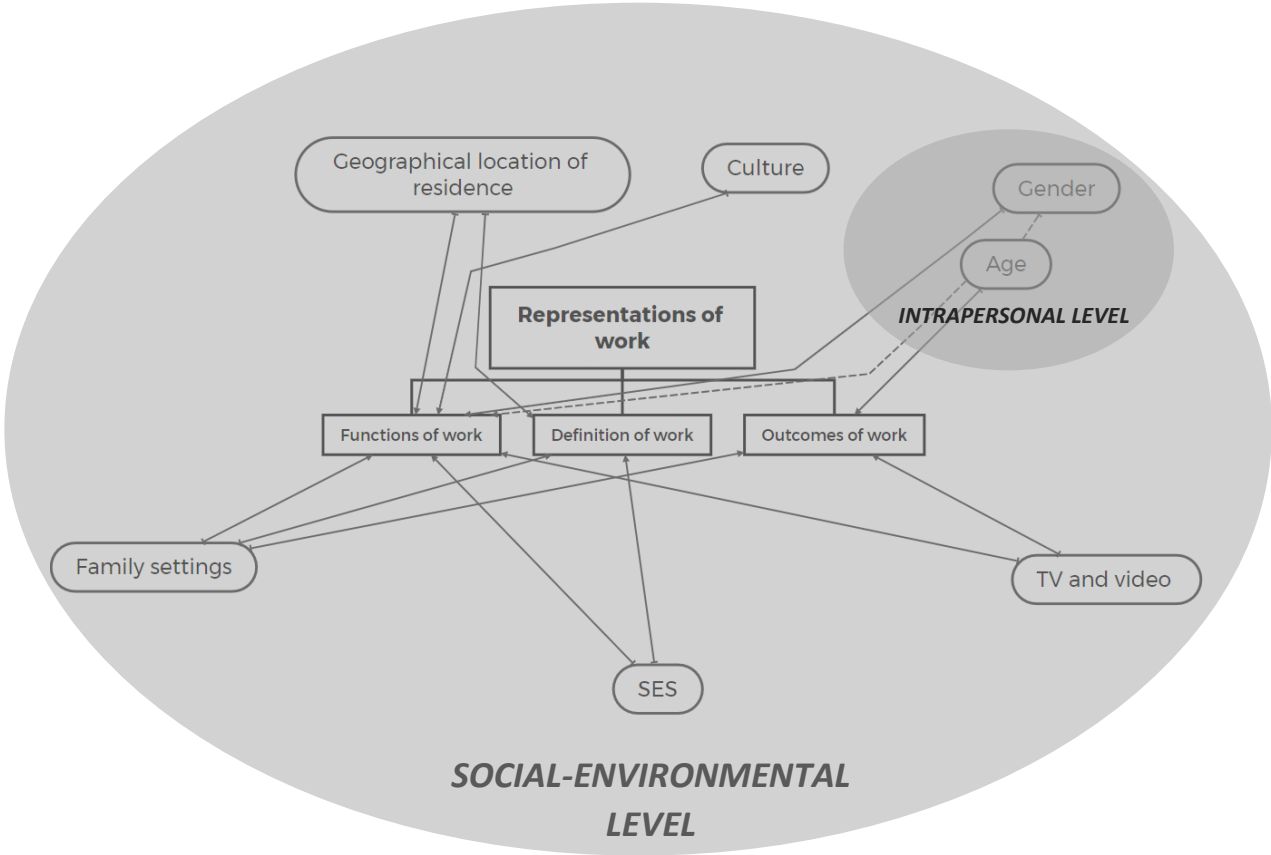 Geographical location of
residence
Culture
Gender
Age
INTRAPERSONAL LEVEL
Representations of
work
Functions of work
Definition of work
Outcomes of work
Family settings
TV and video
SES
SOCIAL-ENVIRONMENTAL
LEVEL